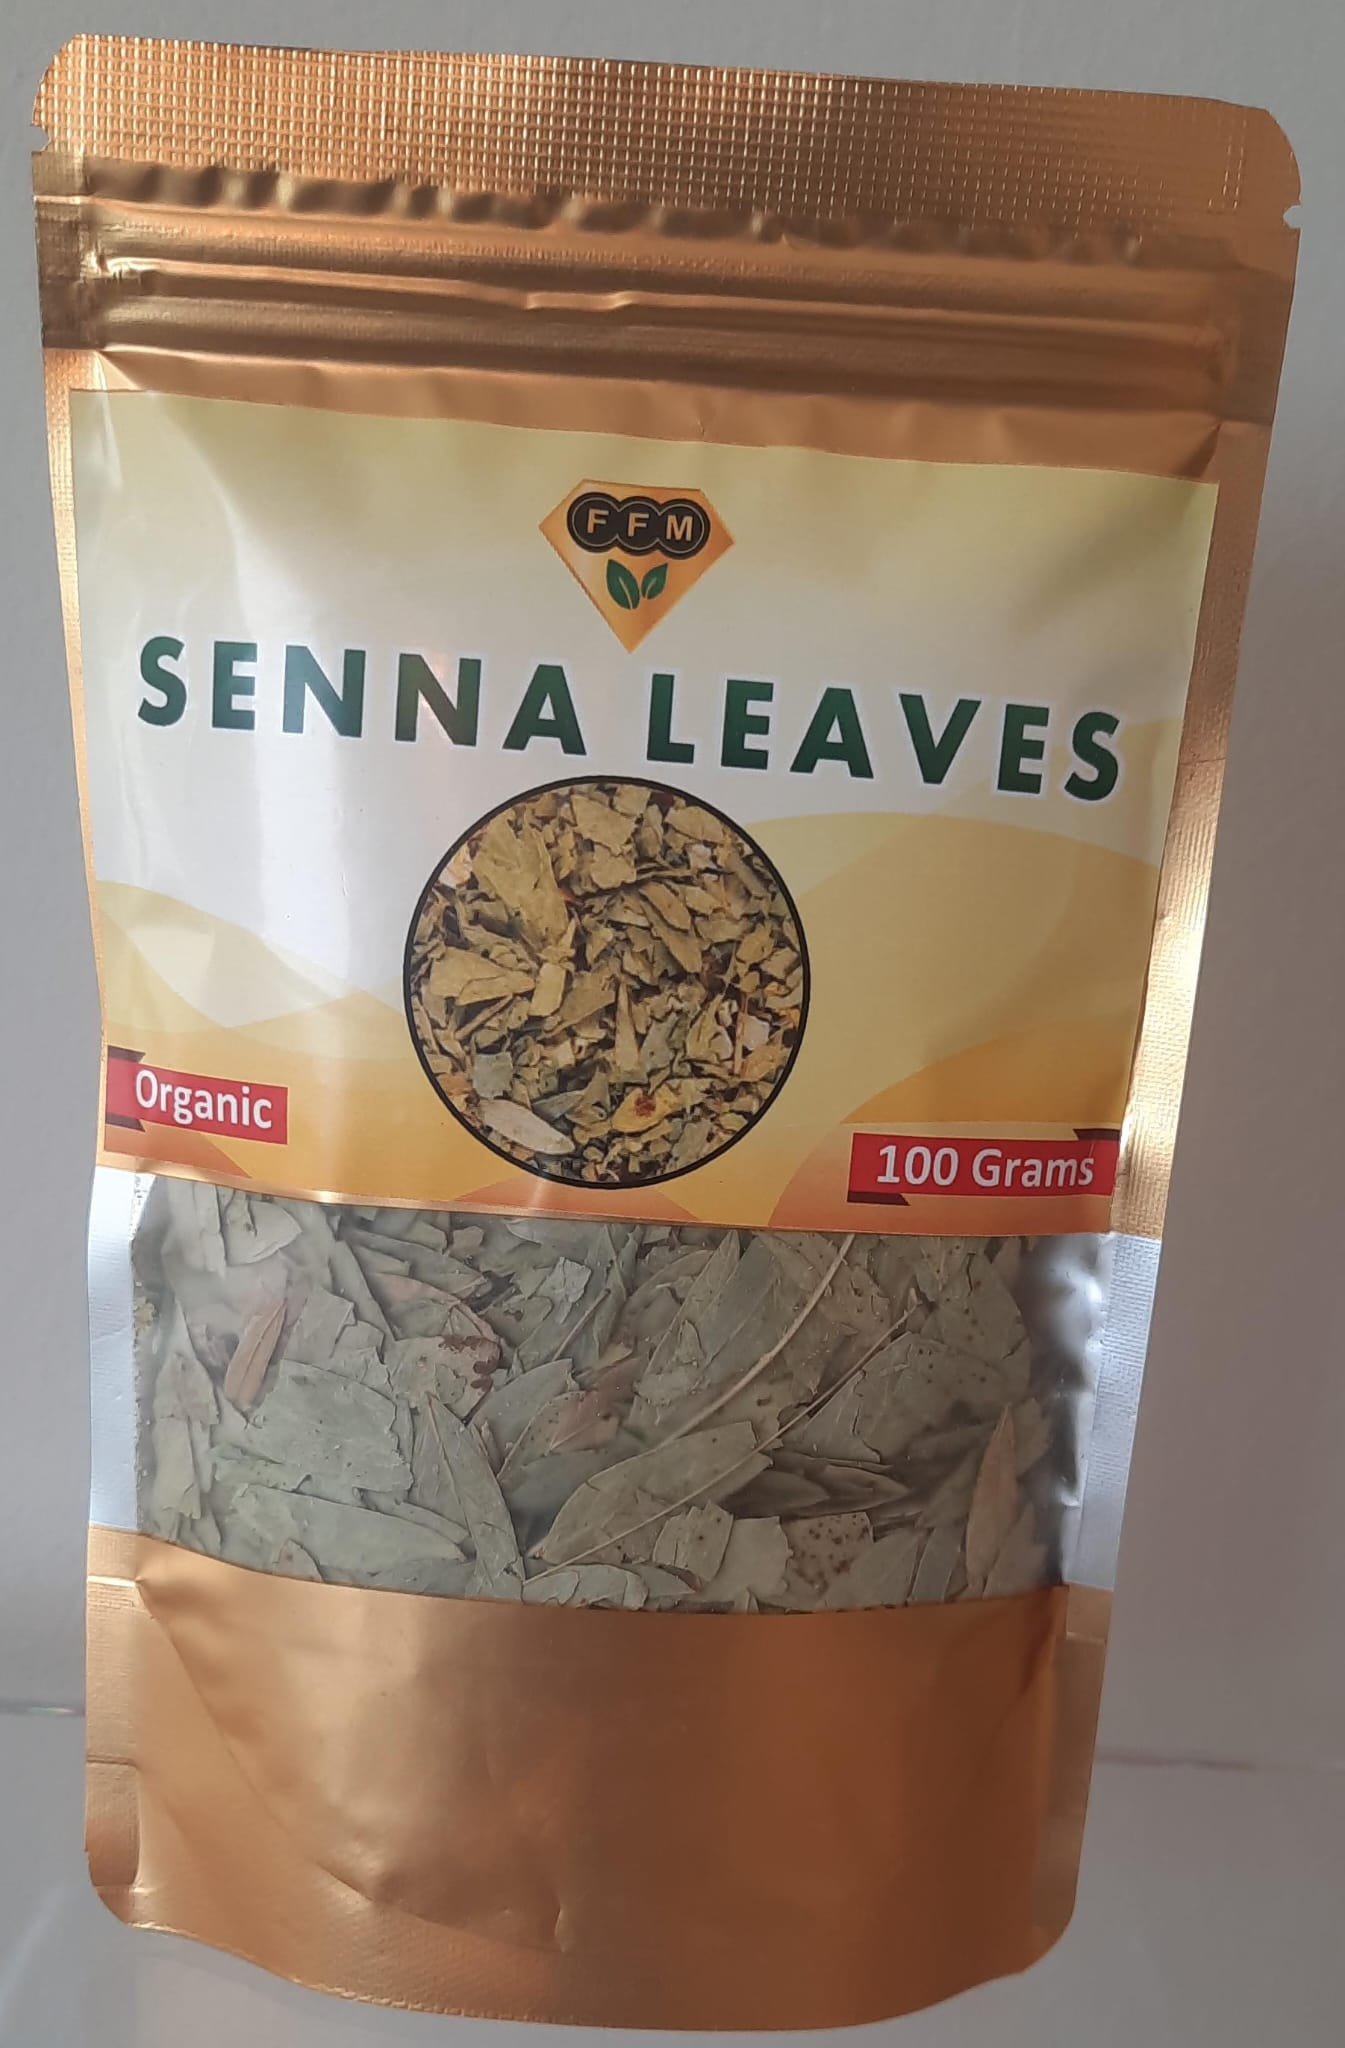 FFM
SENNA LEAVES
Organic
100 Grams